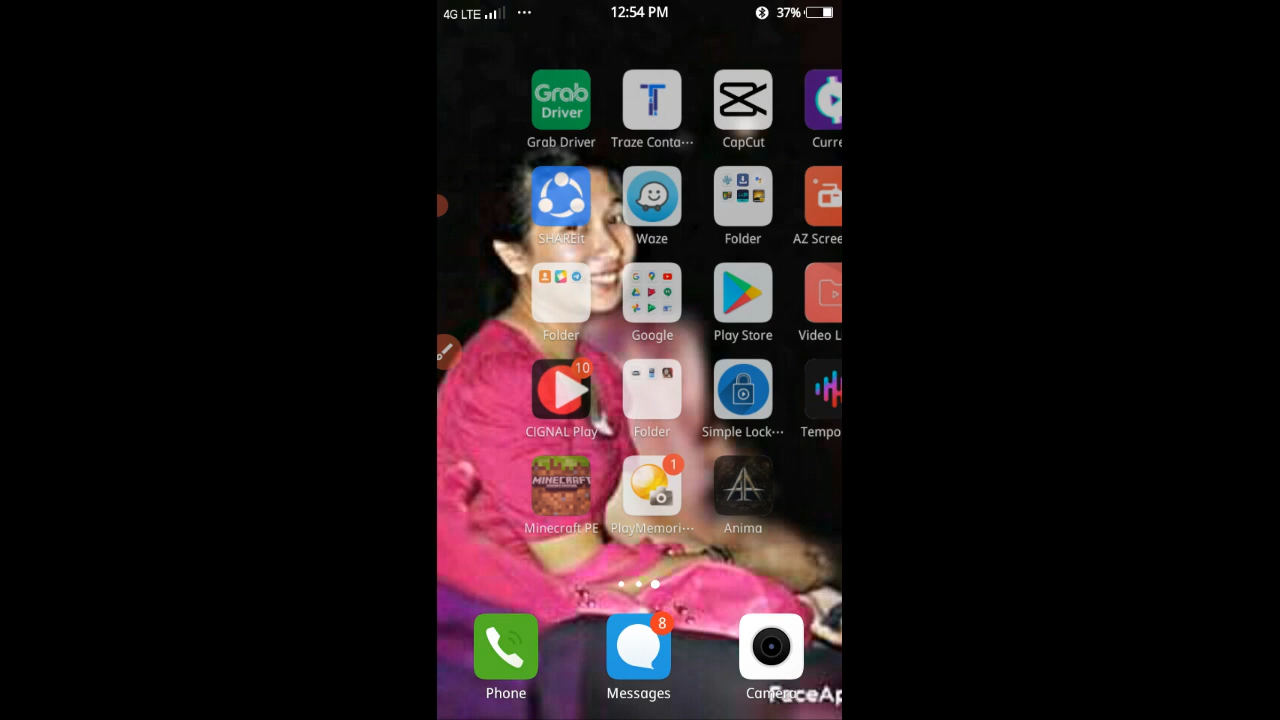 4G LTE ··· 12:54 PM 37%
Grab Driver
Grab Driver Traze Conta··· CapCut Curre
SHAREit Waze Folder AZ Scree
Folder Google Play Store Video L
10
CIGNAL Play Folder Simple Lock··· Tempo
MINECRAFT
1
Minecraft PE PlayMemori··· Anima
8
Phone Messages Camera
FaceAp